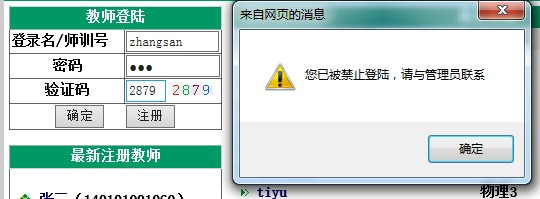 教师登陆
登录名/师训号 zhangsan
密码 ●●●
验证码 2879 2879
确定 注册
最新注册教师
来自网页的消息
您已被禁止登陆，请与管理员联系
确定
tiyu 物理3